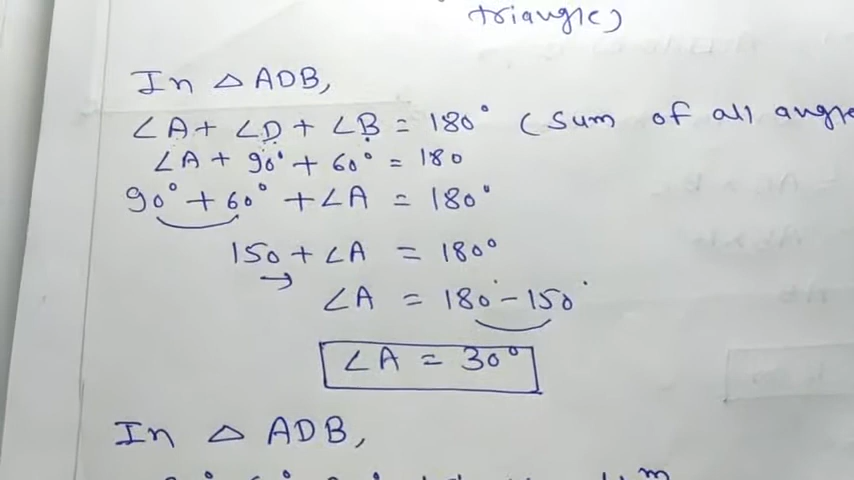 triangle)
In △ ADB,
∠A + ∠D + ∠B = 180° (Sum of all angle
∠A + 90° + 60° = 180
90° + 60° + ∠A = 180°
150 + ∠A = 180°
∠A = 180° - 150°
∠A = 30°
In △ ADB,